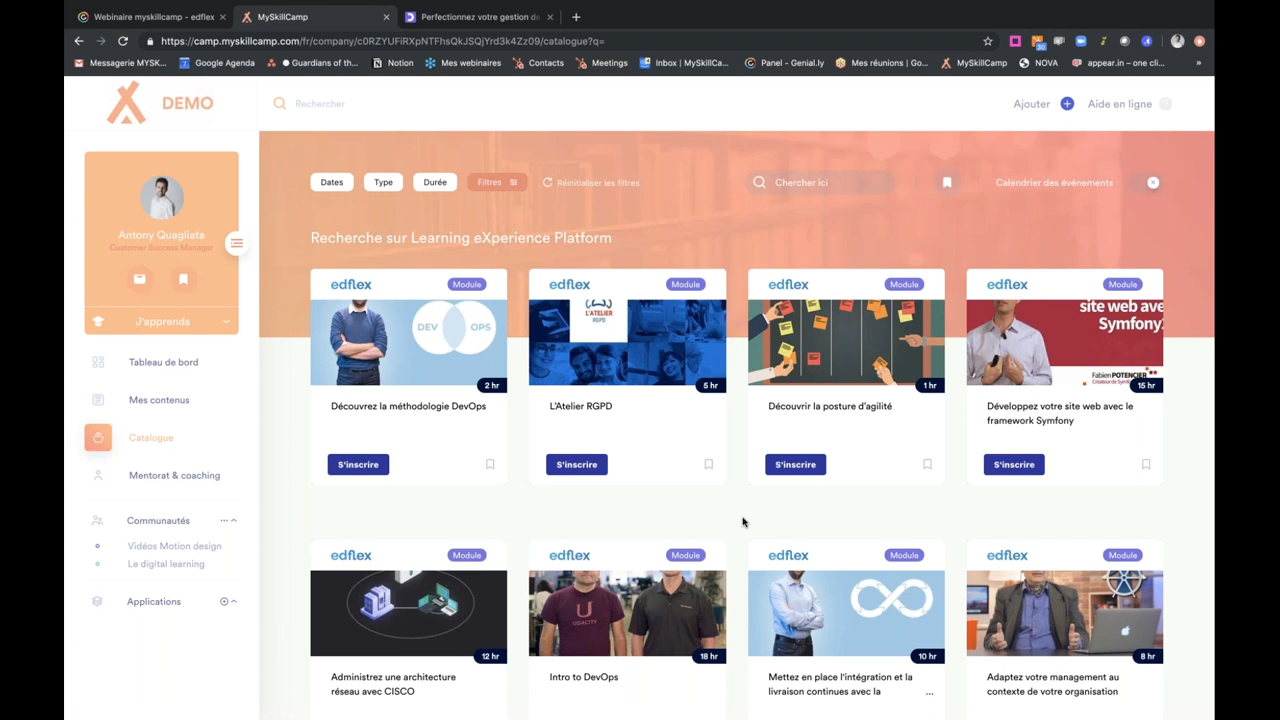 Webinaire myskillcamp - edflex
MySkillCamp
Perfectionnez votre gestion de
https://camp.myskillcamp.com/fr/company/c0RZYUFiRXpNTFhsQkJSQjYrd3k4Zz09/catalogue?q=
Messagerie MYSK...
Google Agenda
Guardians of th...
Notion
Mes webinaires
Contacts
Meetings
Inbox | MySkillCa...
Panel - Genial.ly
Mes réunions | Go...
MySkillCamp
NOVA
appear.in – one cli...
»
DEMO
Rechercher
Ajouter
Aide en ligne
Dates
Type
Durée
Filtres
Réinitialiser les filtres
Chercher ici
Calendrier des événements
Antony Quagliata
Customer Success Manager
Recherche sur Learning eXperience Platform
J'apprends
Tableau de bord
Mes contenus
Catalogue
Mentorat & coaching
Communautés
Vidéos Motion design
Le digital learning
Applications
edflex Module
DEV OPS
2 hr
Découvrez la méthodologie DevOps
S'inscrire
edflex Module
L'ATELIER
RGPD
5 hr
L'Atelier RGPD
S'inscrire
edflex Module
1 hr
Découvrir la posture d'agilité
S'inscrire
edflex Module
site web ave
Symfony
Fabien POTENCIER
15 hr
Développez votre site web avec le
framework Symfony
S'inscrire
edflex Module
12 hr
Administrez une architecture
réseau avec CISCO
edflex Module
UDACITY
18 hr
Intro to DevOps
edflex Module
10 hr
Mettez en place l'intégration et la
livraison continues avec la ...
edflex Module
8 hr
Adaptez votre management au
contexte de votre organisation